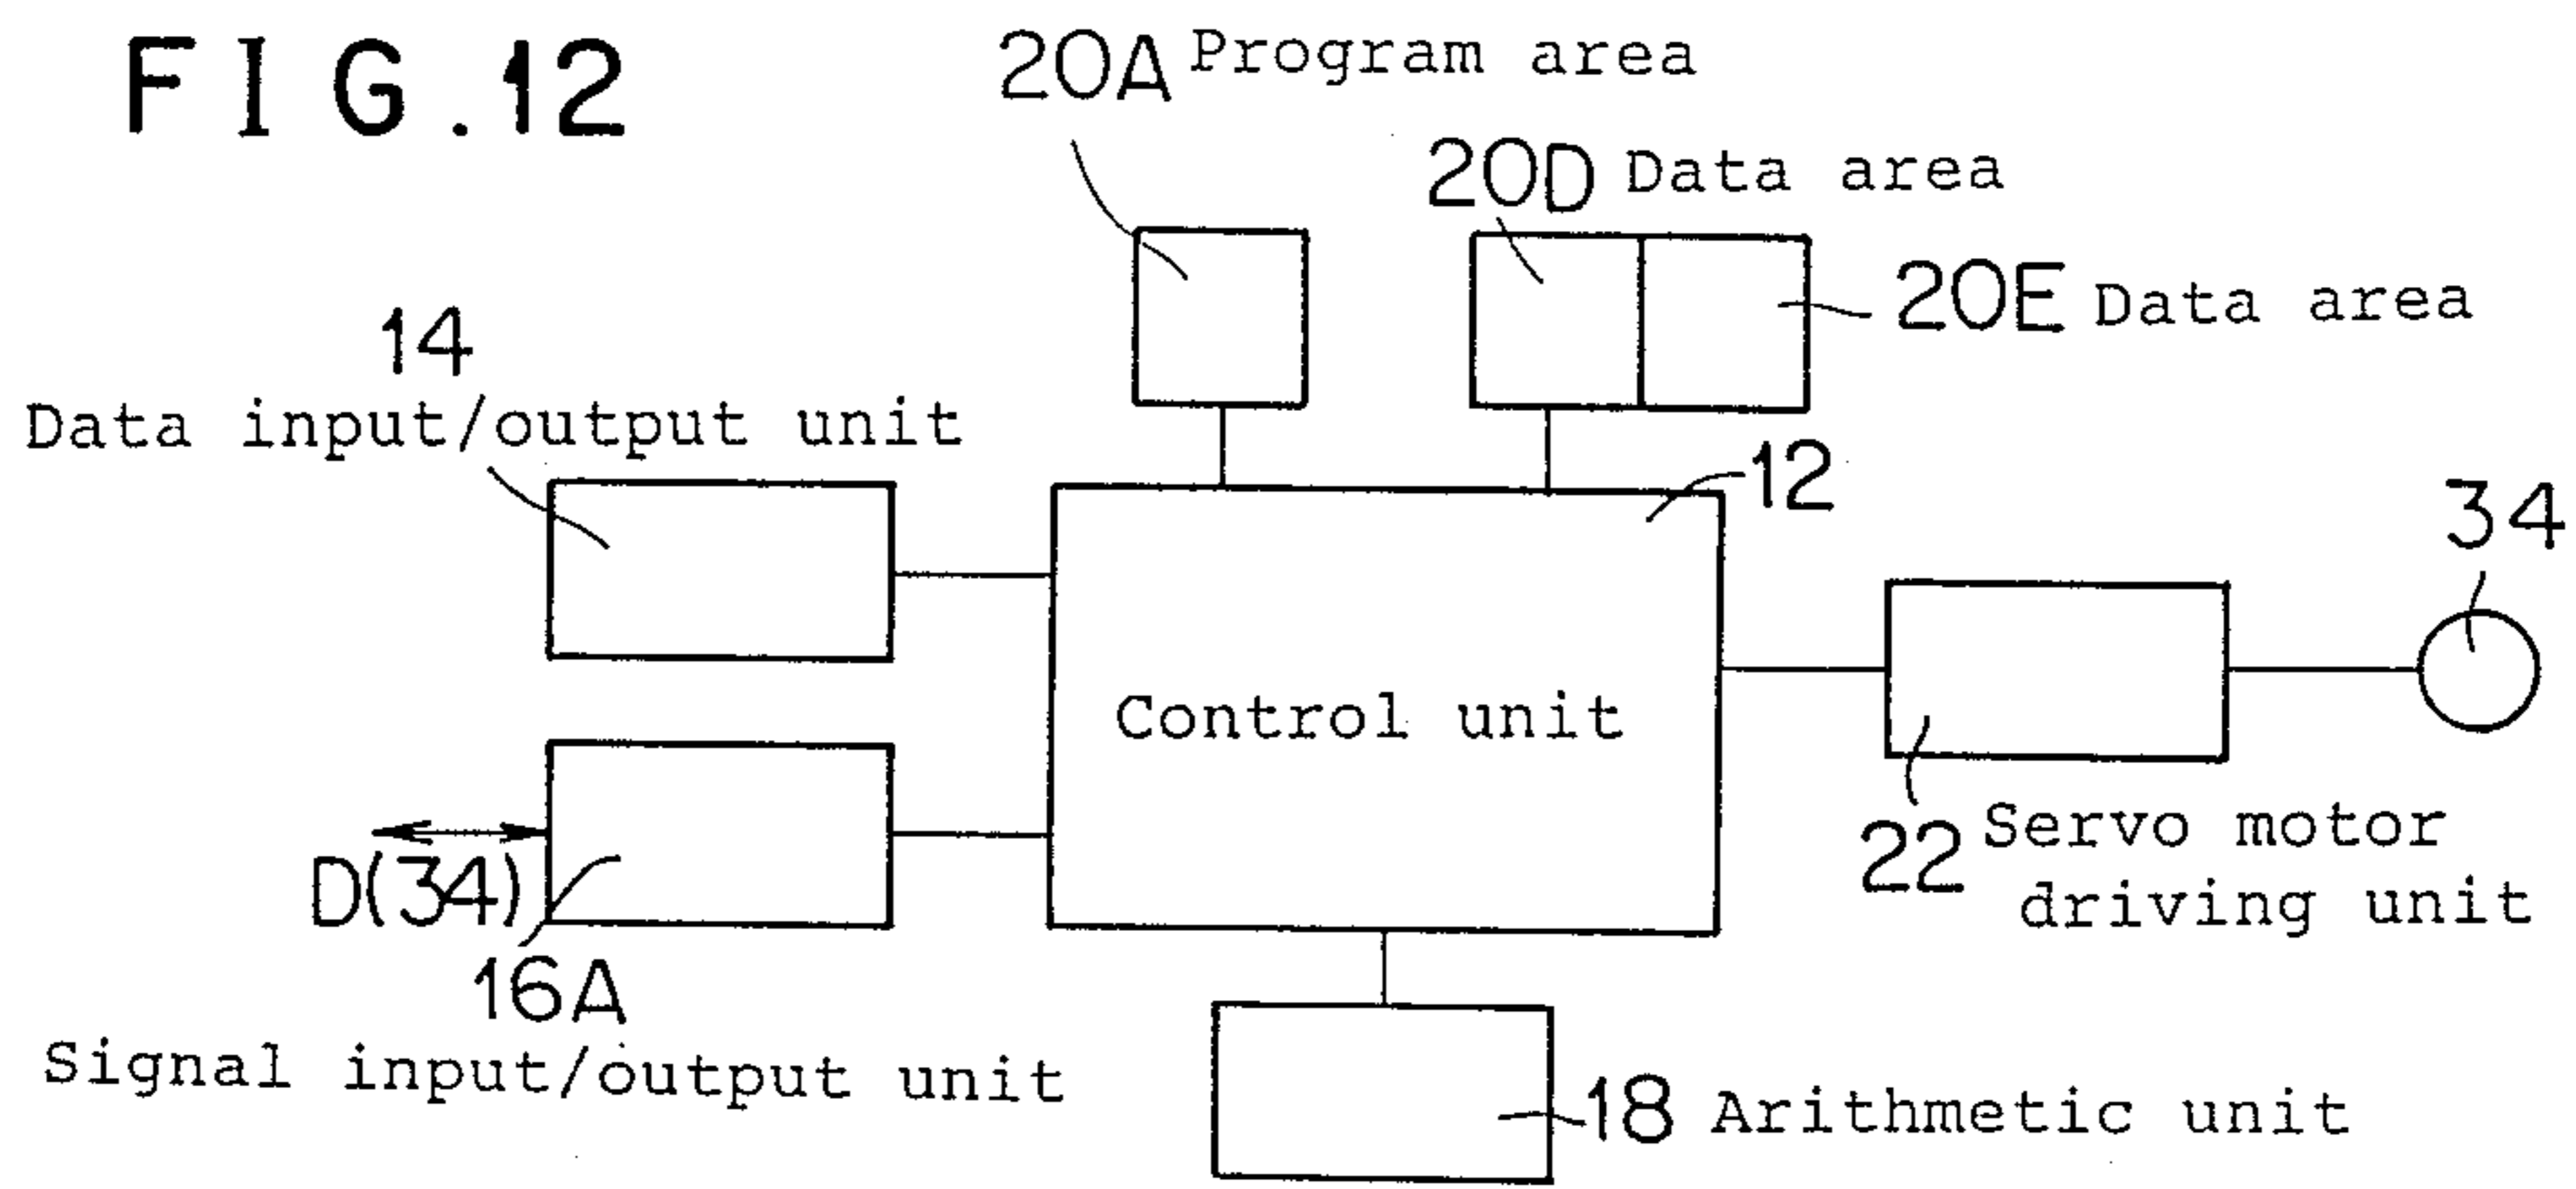 FIG.12
20A Program area
20D Data area
20E Data area
14
Data input/output unit
12
34
Control unit
D(34)
22 Servo motor
driving unit
16A
Signal input/output unit
18 Arithmetic unit